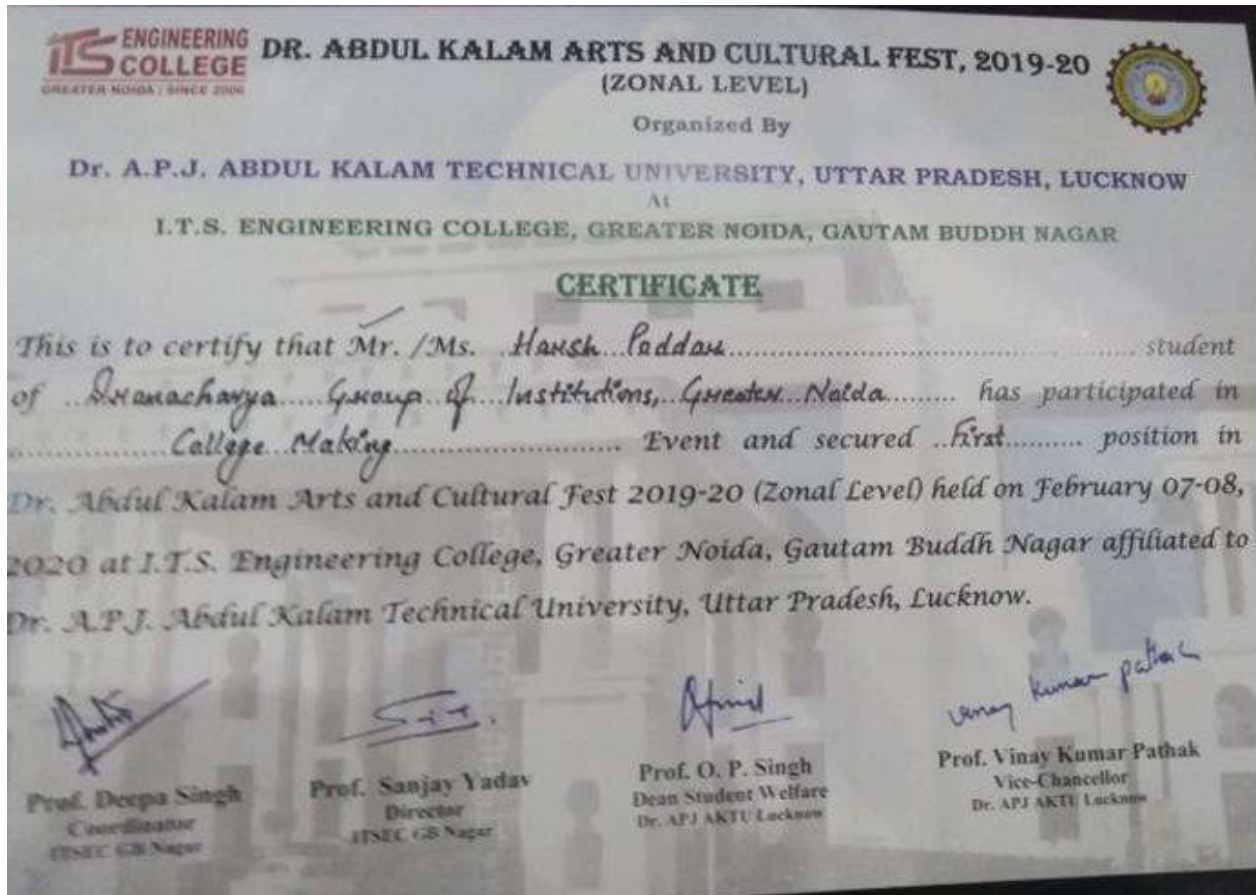 ITS ENGINEERING COLLEGE
GREATER NOIDA | SINCE 2006
DR. ABDUL KALAM ARTS AND CULTURAL FEST, 2019-20
(ZONAL LEVEL)
Organized By
Dr. A.P.J. ABDUL KALAM TECHNICAL UNIVERSITY, UTTAR PRADESH, LUCKNOW
At
I.T.S. ENGINEERING COLLEGE, GREATER NOIDA, GAUTAM BUDDH NAGAR
CERTIFICATE
This is to certify that Mr. /Ms. Harsh Poddar student
of Dronacharya Group of Institutions, Greater Noida has participated in
College Making Event and secured First position in
Dr. Abdul Kalam Arts and Cultural Fest 2019-20 (Zonal Level) held on February 07-08,
2020 at I.T.S. Engineering College, Greater Noida, Gautam Buddh Nagar affiliated to
Dr. A.P.J. Abdul Kalam Technical University, Uttar Pradesh, Lucknow.
Vinay Kumar Pathak
Prof. Deepa Singh
Coordinator
ITSEC GB Nagar
Prof. Sanjay Yadav
Director
ITSEC GB Nagar
Prof. O. P. Singh
Dean Student Welfare
Dr. APJ AKTU Lucknow
Prof. Vinay Kumar Pathak
Vice-Chancellor
Dr. APJ AKTU Lucknow